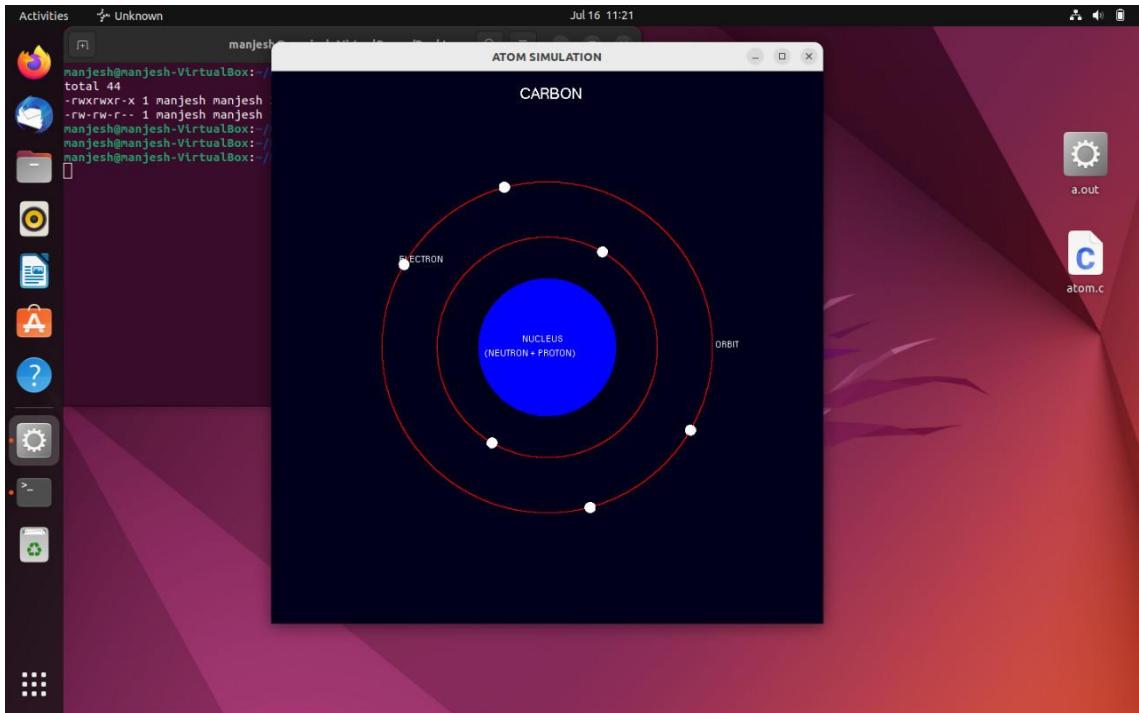 Activities
Unknown
Jul 16 11:21
manjesh
ATOM SIMULATION
manjesh@manjesh-VirtualBox:~/
total 44
-rwxrwxr-x 1 manjesh manjesh
-rw-rw-r-- 1 manjesh manjesh
manjesh@manjesh-VirtualBox:~/
manjesh@manjesh-VirtualBox:~/
manjesh@manjesh-VirtualBox:~/
CARBON
ELECTRON
NUCLEUS
(NEUTRON + PROTON)
ORBIT
a.out
C
atom.c